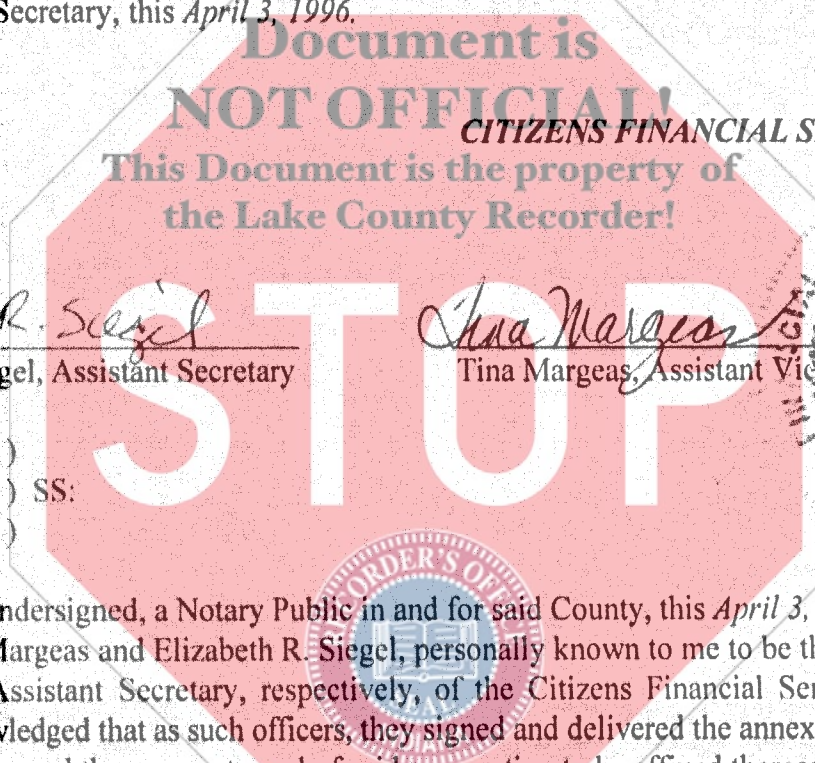 Secretary, this April 3, 1996.
Document is
NOT OFFICIAL!
CITIZENS FINANCIAL S
This Document is the property of
the Lake County Recorder!
STOP
R. Siegel
Tina Margeas
gel, Assistant Secretary
Tina Margeas, Assistant Vic
)
) SS:
)
RECORDER'S OFFICE
SEAL
ndersigned, a Notary Public in and for said County, this April 3,
Margeas and Elizabeth R. Siegel, personally known to me to be th
Assistant Secretary, respectively, of the Citizens Financial Ser
wledged that as such officers, they signed and delivered the annex